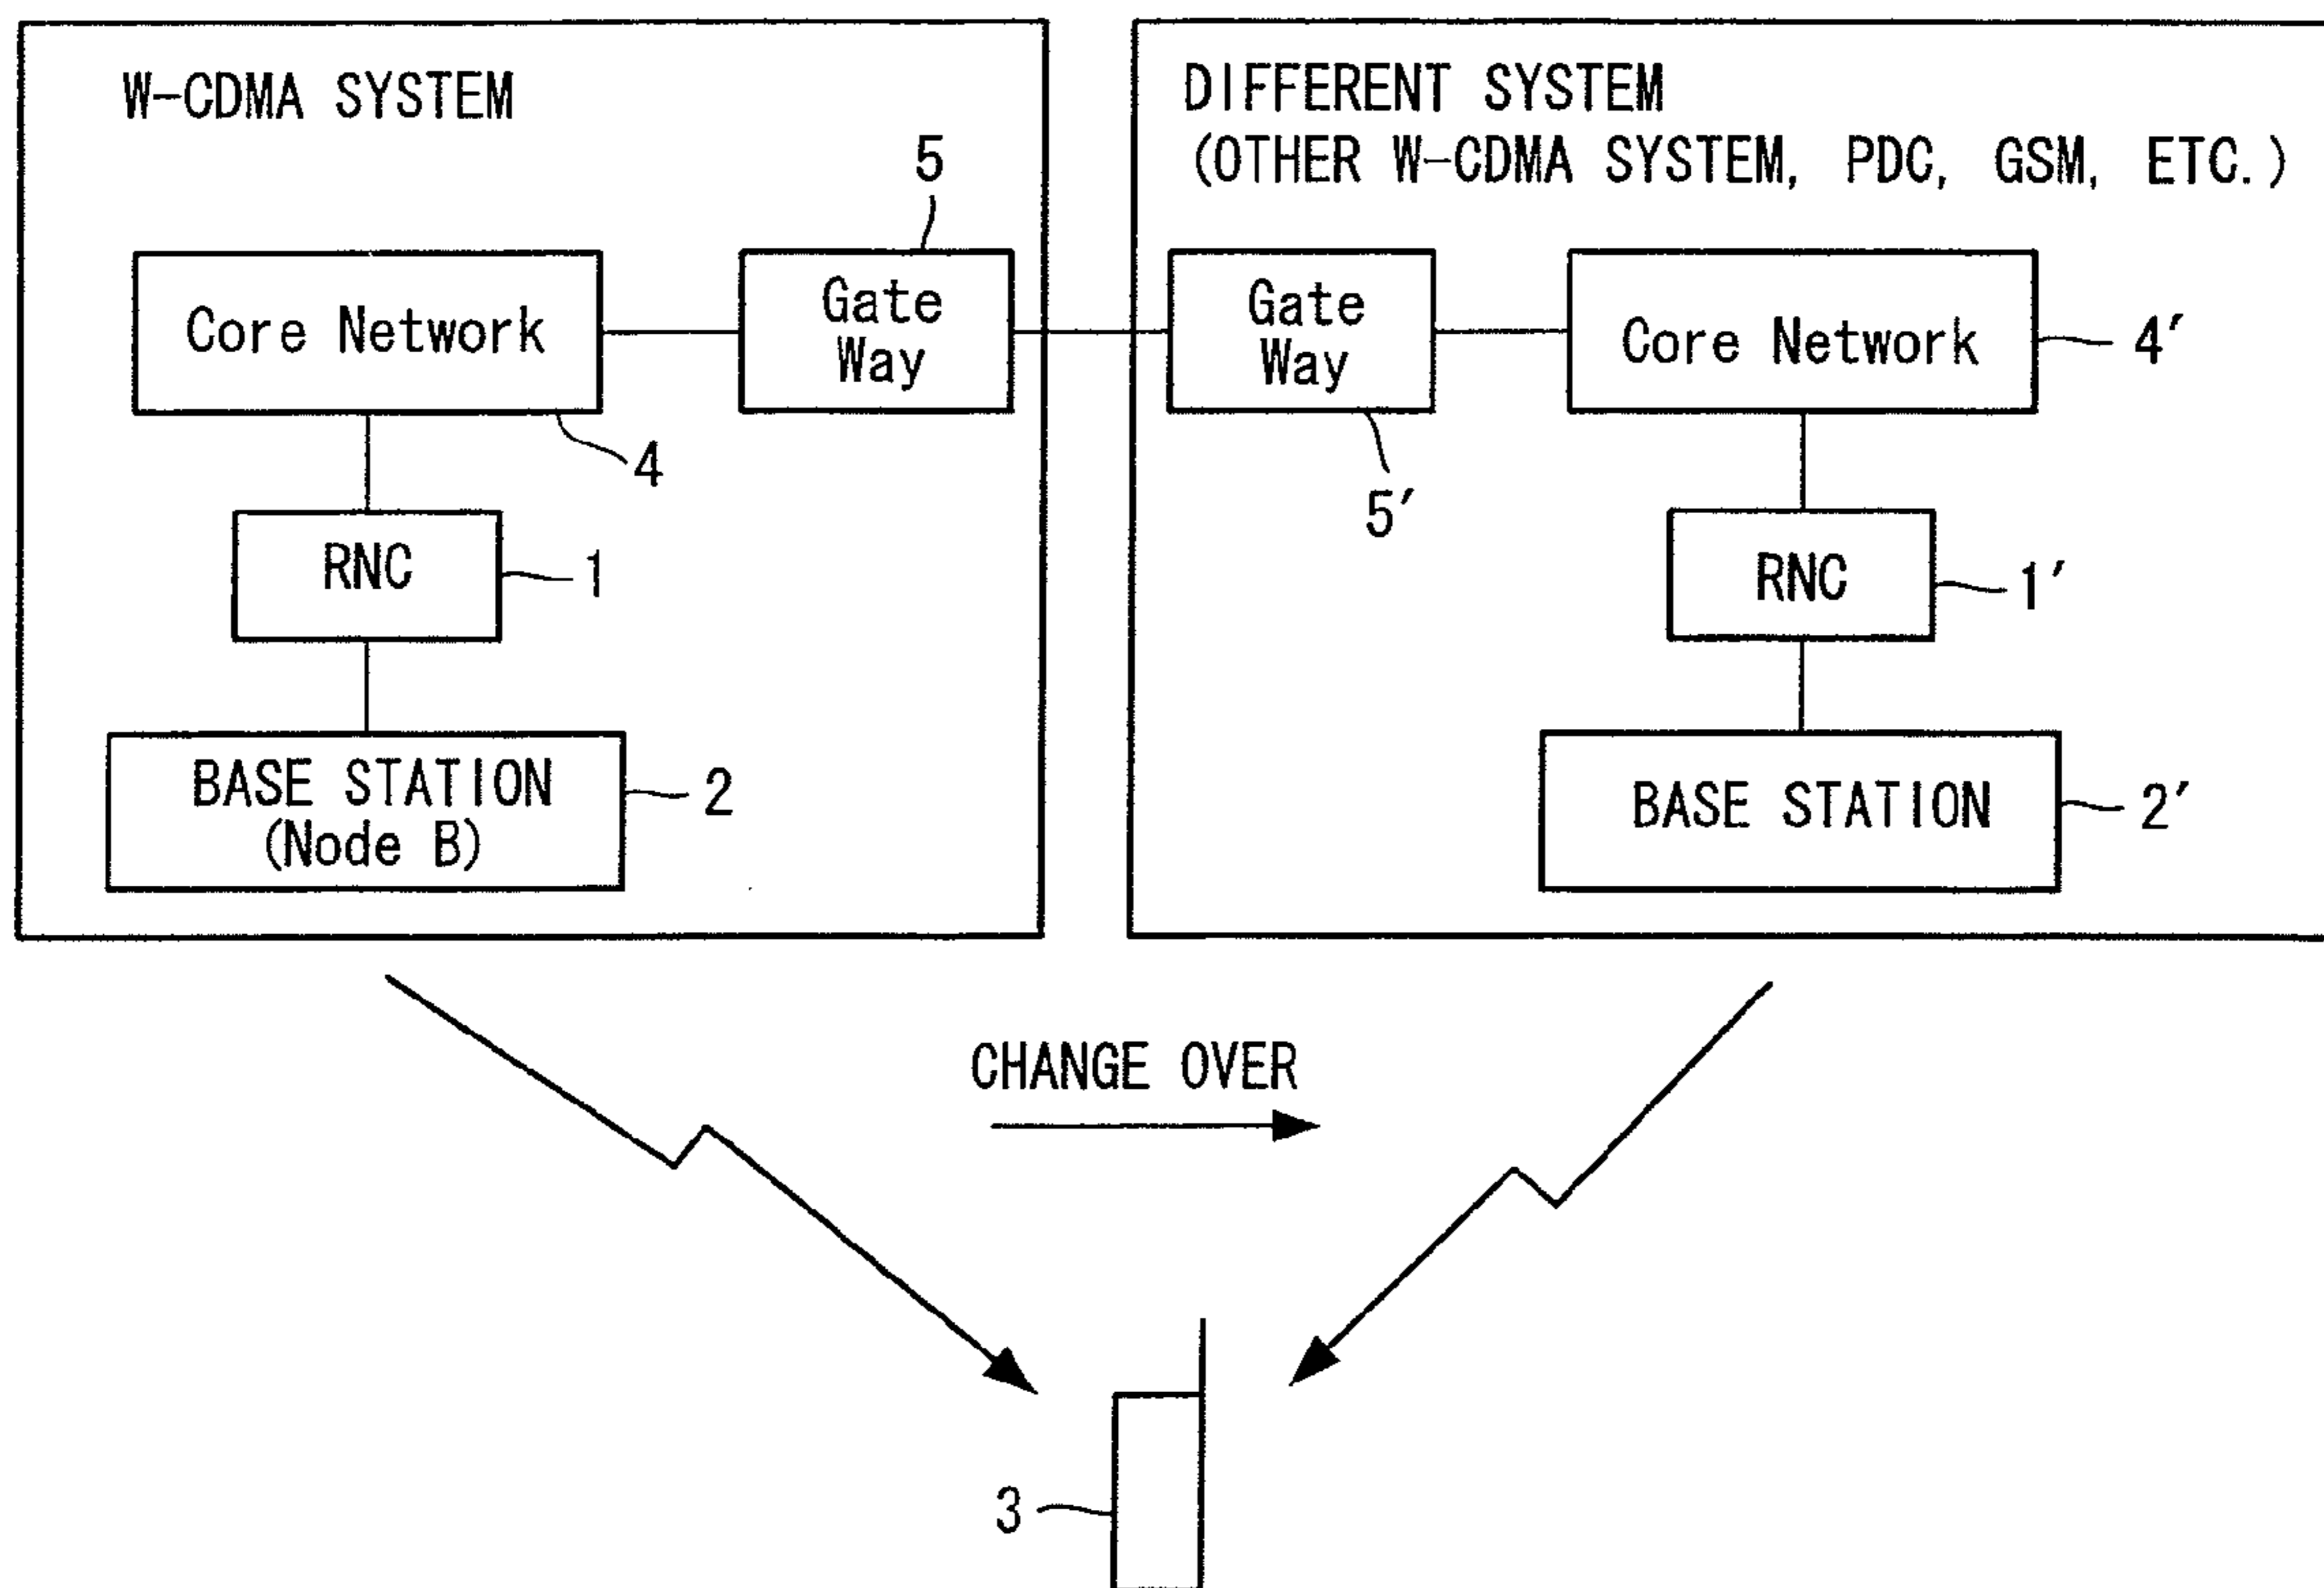 W-CDMA SYSTEM
5
Core Network
Gate
Way
4
RNC
1
BASE STATION
(Node B)
2
DIFFERENT SYSTEM
(OTHER W-CDMA SYSTEM, PDC, GSM, ETC.)
Gate
Way
5'
Core Network
4'
RNC
1'
BASE STATION
2'
CHANGE OVER
3